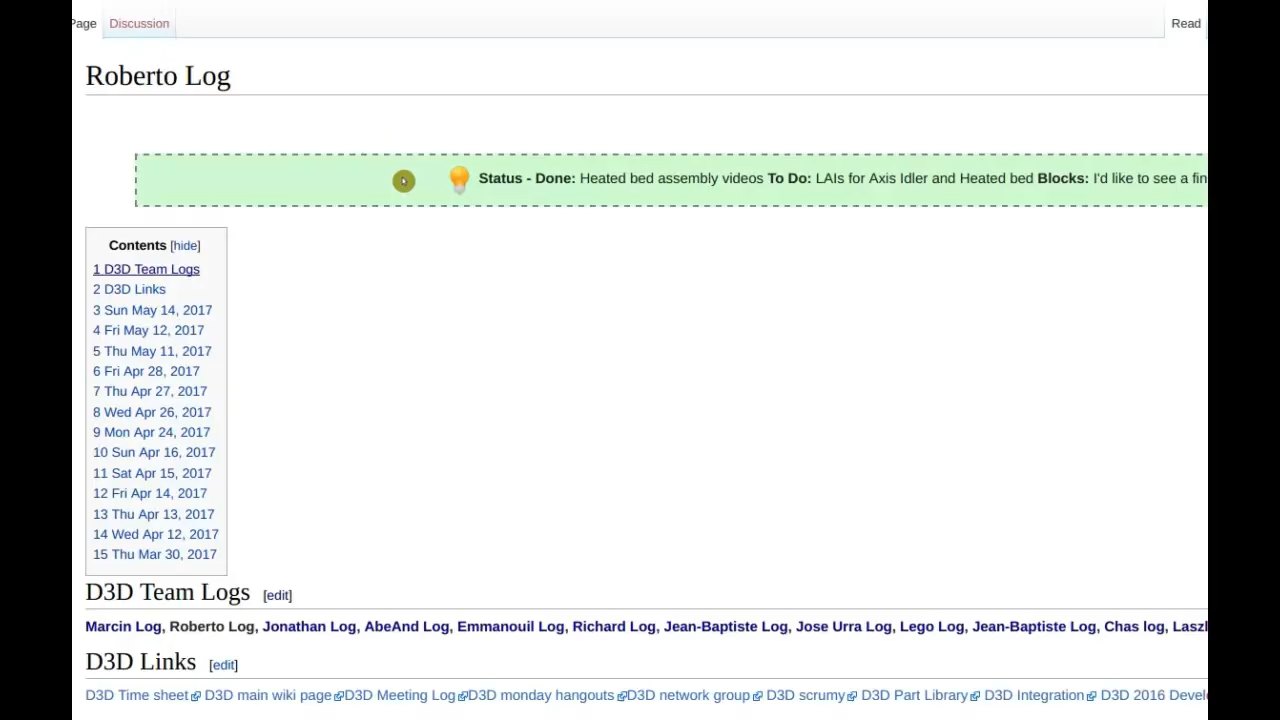 Page Discussion Read
Roberto Log
Status - Done: Heated bed assembly videos To Do: LAIs for Axis Idler and Heated bed Blocks: I'd like to see a fin
Contents [hide]
1 D3D Team Logs
2 D3D Links
3 Sun May 14, 2017
4 Fri May 12, 2017
5 Thu May 11, 2017
6 Fri Apr 28, 2017
7 Thu Apr 27, 2017
8 Wed Apr 26, 2017
9 Mon Apr 24, 2017
10 Sun Apr 16, 2017
11 Sat Apr 15, 2017
12 Fri Apr 14, 2017
13 Thu Apr 13, 2017
14 Wed Apr 12, 2017
15 Thu Mar 30, 2017
D3D Team Logs [edit]
Marcin Log, Roberto Log, Jonathan Log, AbeAnd Log, Emmanouil Log, Richard Log, Jean-Baptiste Log, Jose Urra Log, Lego Log, Jean-Baptiste Log, Chas log, Laszl
D3D Links [edit]
D3D Time sheet D3D main wiki page D3D Meeting Log D3D monday hangouts D3D network group D3D scrumy D3D Part Library D3D Integration D3D 2016 Devel